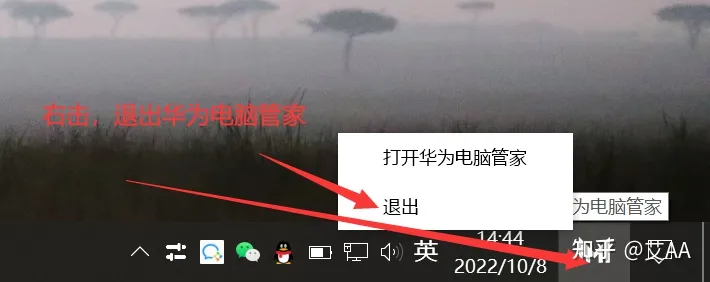 右击，退出华为电脑管家
打开华为电脑管家
退出
为电脑管家
英
14:44
2022/10/8
知乎 @艾AA